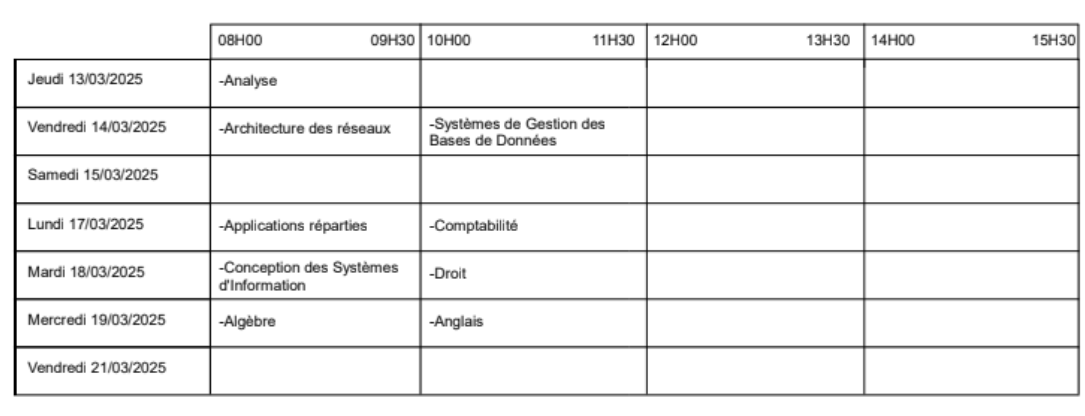 08H00 09H30 10H00 11H30 12H00 13H30 14H00 15H30
Jeudi 13/03/2025 -Analyse
Vendredi 14/03/2025 -Architecture des réseaux -Systèmes de Gestion des
Bases de Données
Samedi 15/03/2025
Lundi 17/03/2025 -Applications réparties -Comptabilité
Mardi 18/03/2025 -Conception des Systèmes
d'Information -Droit
Mercredi 19/03/2025 -Algèbre -Anglais
Vendredi 21/03/2025